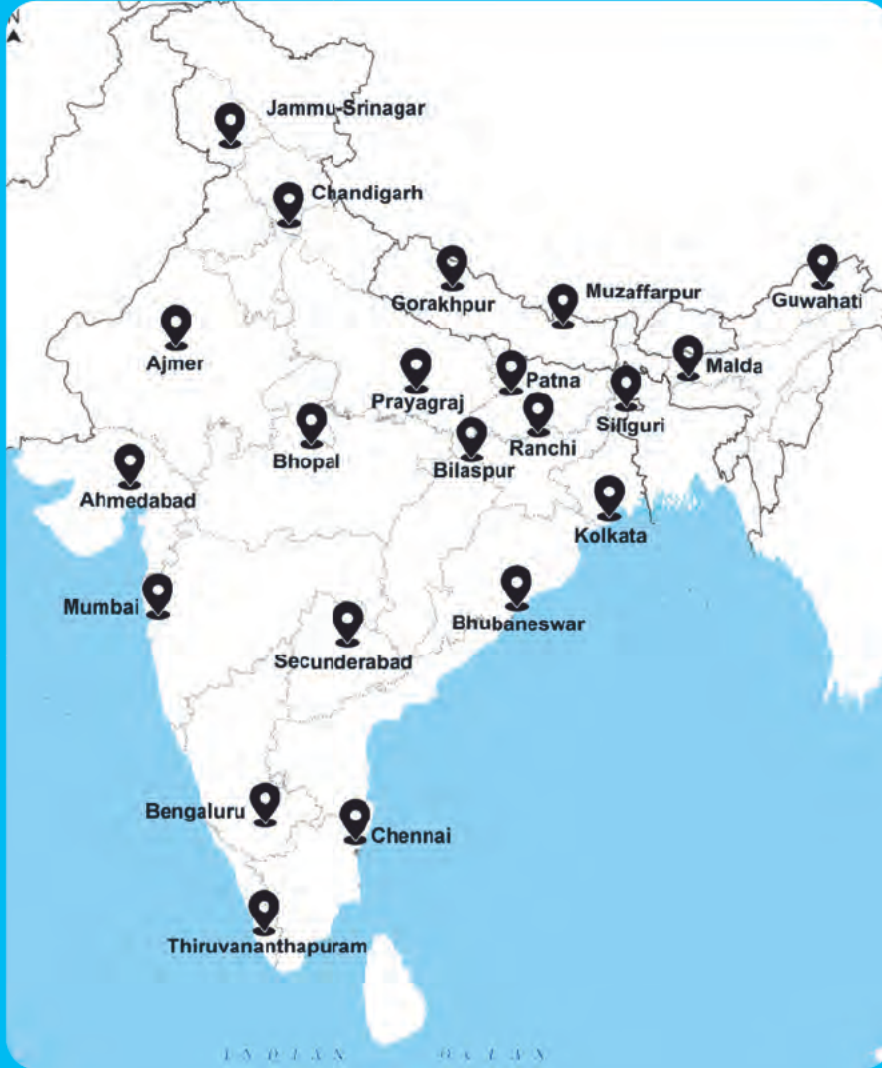 N
Jammu-Srinagar
Chandigarh
Gorakhpur
Muzaffarpur
Guwahati
Ajmer
Prayagraj
Patna
Malda
Siliguri
Bhopal
Bilaspur
Ranchi
Ahmedabad
Kolkata
Mumbai
Bhubaneswar
Secunderabad
Bengaluru
Chennai
Thiruvananthapuram
INDIAN OCEAN